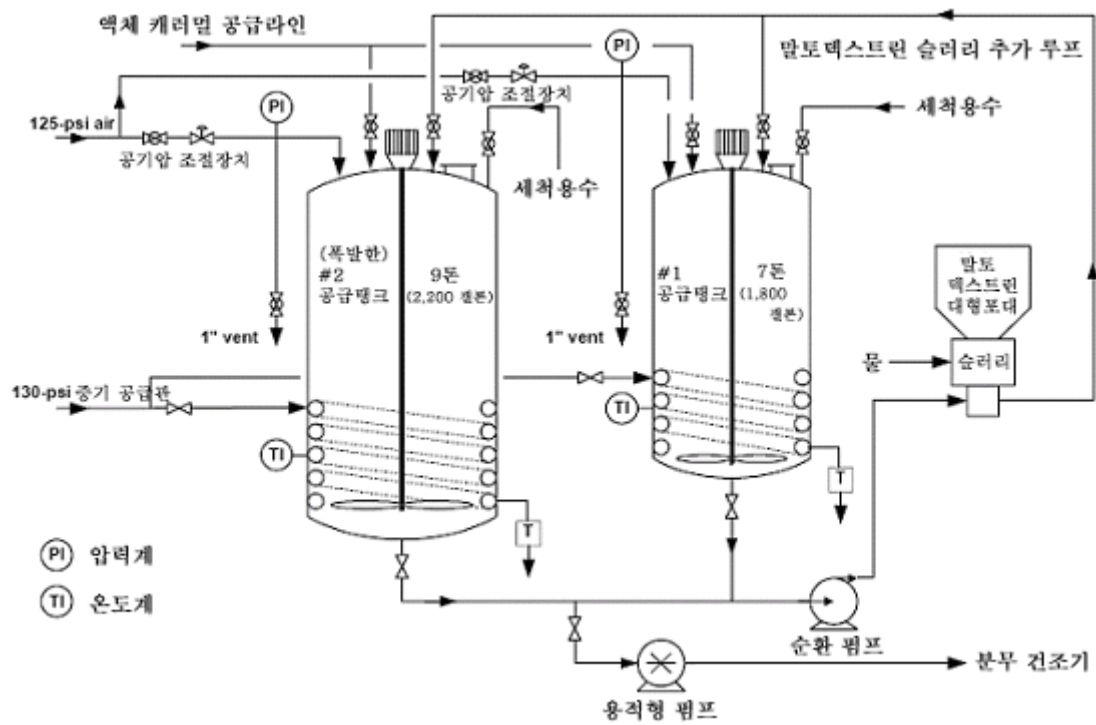 액체 캐러멜 공급라인
PI
말토덱스트린 슬러리 추가 루프
공기압 조절장치
PI
125-psi air
공기압 조절장치
세척용수
세척용수
(폭발한)
#2
공급탱크
9톤
(2,200 갤론)
#1
공급탱크
7톤
(1,800
갤론)
말토
덱스트린
대형포대
1" vent
1" vent
물
슬러리
130-psi 증기 공급관
TI
TI
T
T
PI 압력계
TI 온도계
순환 펌프
분무 건조기
용적형 펌프